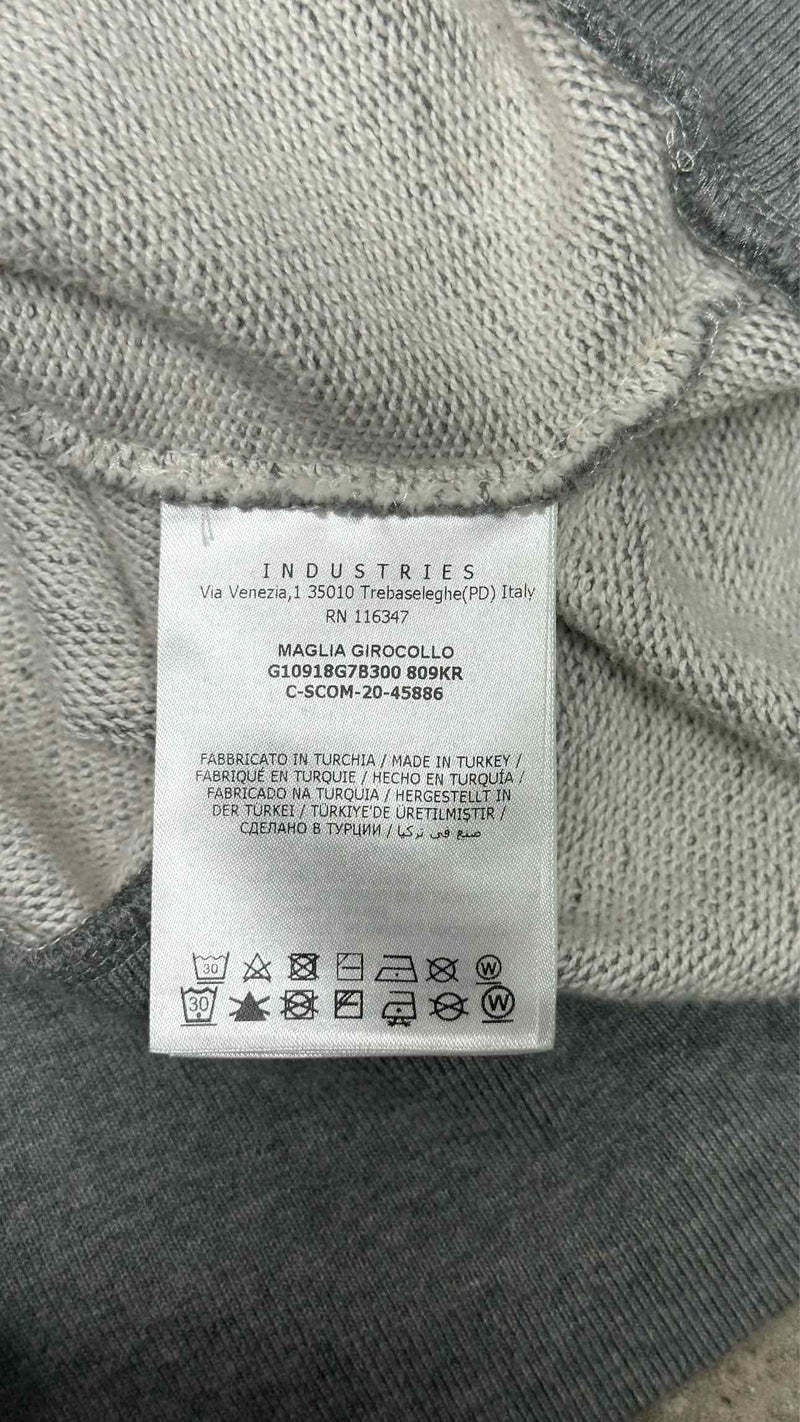 INDUSTRIES
Via Venezia,1 35010 Trebaseleghe(PD) Italy
RN 116347
MAGLIA GIROCOLLO
G10918G7B300 809KR
C-SCOM-20-45886
FABBRICATO IN TURCHIA / MADE IN TURKEY /
FABRIQUÉ EN TURQUIE / HECHO EN TURQUÍA /
FABRICADO NA TURQUIA / HERGESTELLT IN
DER TÜRKEI / TÜRKIYE'DE ÜRETILMIŞTIR /
СДЕЛАНО В ТУРЦИИ / صنع في تركيا
30 W
30 W